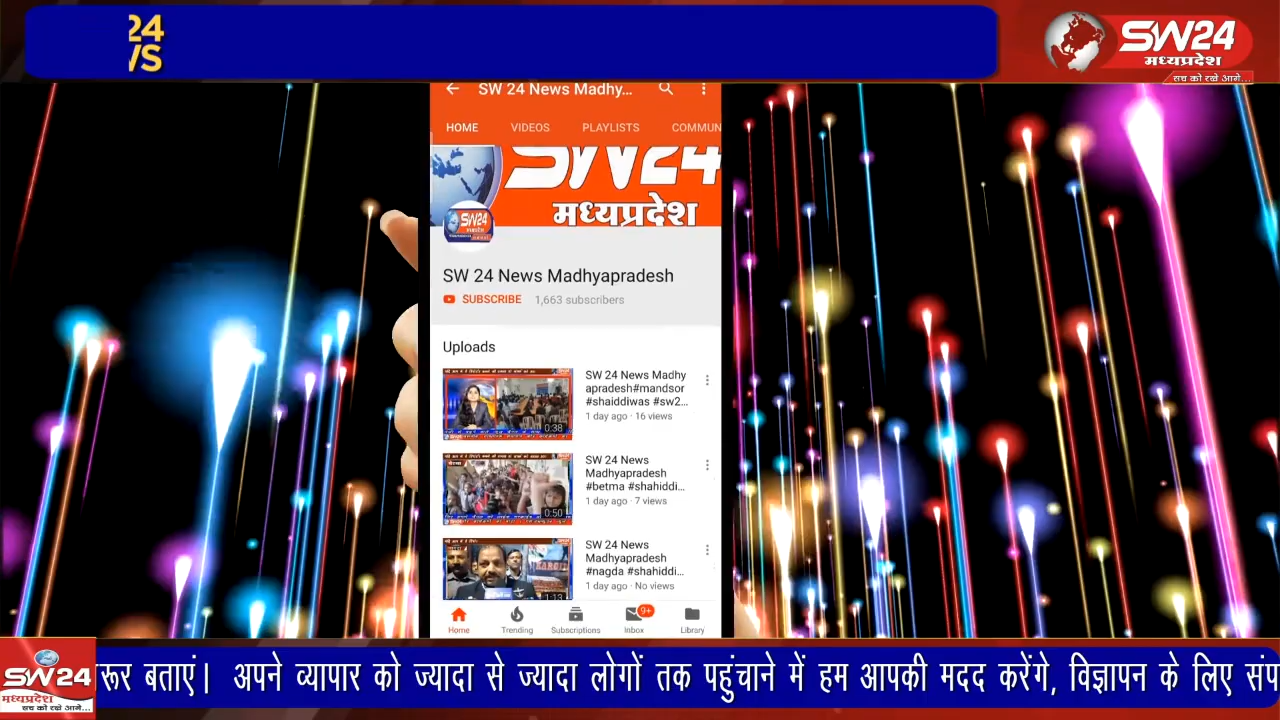 24
VS
SW24
मध्यप्रदेश
सच को रखे आगे...
SW 24 News Madhy...
HOME VIDEOS PLAYLISTS COMMUN
SW24
मध्यप्रदेश
SW24
SW 24 News Madhyapradesh
SUBSCRIBE 1,663 subscribers
Uploads
SW 24 News Madhy
apradesh#mandsor
#shaiddiwas #sw2...
1 day ago · 16 views
0:38
SW 24 News
Madhyapradesh
#betma #shahiddi...
1 day ago · 7 views
0:50
SW 24 News
Madhyapradesh
#nagda #shahiddi...
1 day ago · No views
1:13
9+
Home Trending Subscriptions Inbox Library
SW24
मध्यप्रदेश
सच को रखे आगे...
रूर बताएं। अपने व्यापार को ज्यादा से ज्यादा लोगों तक पहुंचाने में हम आपकी मदद करेंगे, विज्ञापन के लिए संप